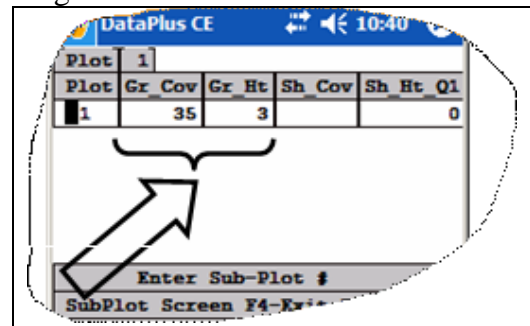 DataPlus CE 10:40
Plot 1
Plot Gr_Cov Gr_Ht Sh_Cov Sh_Ht_Q1
1 35 3 0
Enter Sub-Plot #
SubPlot Screen F4-Exit